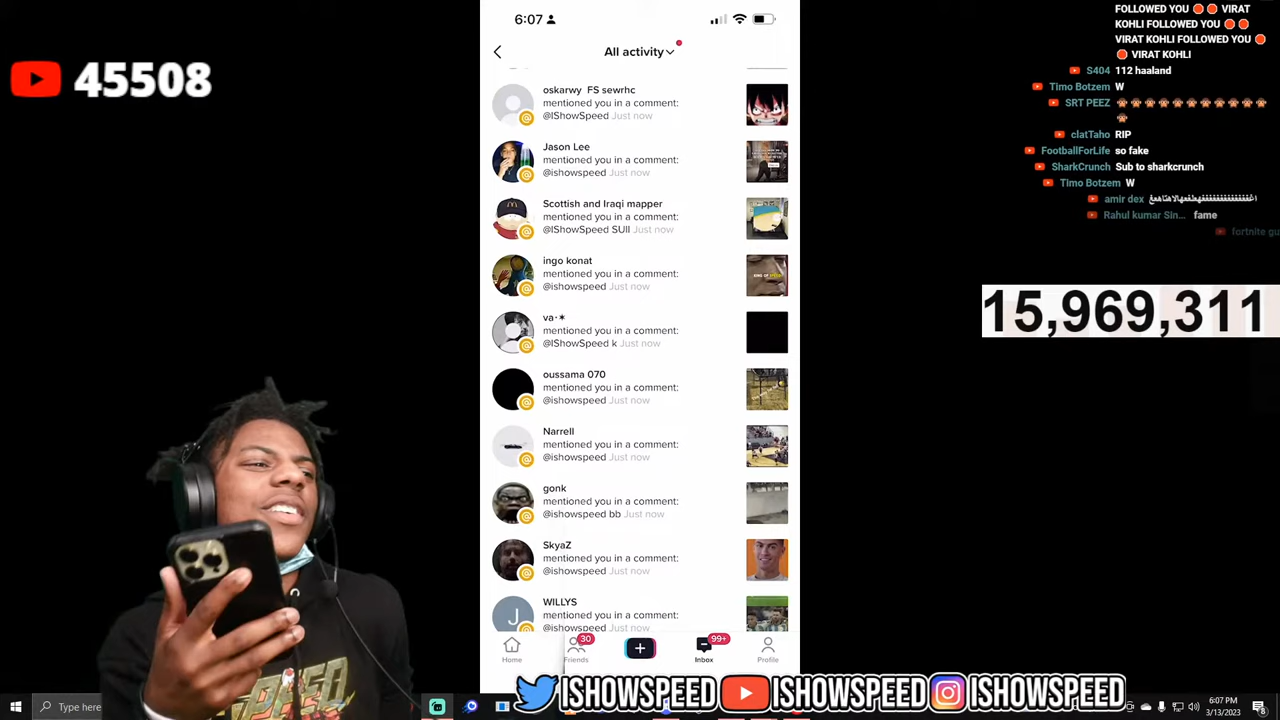 45508
6:07
All activity
oskarwy FS sewrhc
mentioned you in a comment:
@IShowSpeed Just now
Jason Lee
mentioned you in a comment:
@ishowspeed Just now
Scottish and Iraqi mapper
mentioned you in a comment:
@IShowSpeed SUII Just now
ingo konat
mentioned you in a comment:
@ishowspeed Just now
va·✶
mentioned you in a comment:
@IShowSpeed k Just now
oussama 070
mentioned you in a comment:
@ishowspeed Just now
Narrell
mentioned you in a comment:
@ishowspeed Just now
gonk
mentioned you in a comment:
@ishowspeed bb Just now
SkyaZ
mentioned you in a comment:
@ishowspeed Just now
J
WILLYS
mentioned you in a comment:
@ishowspeed Just now
30
99+
Home
Friends
Inbox
Profile
FOLLOWED YOU 🔴 🔴 VIRAT
KOHLI FOLLOWED YOU 🔴 🔴
VIRAT KOHLI FOLLOWED YOU 🔴
🔴 VIRAT KOHLI
S404 112 haaland
Timo Botzem W
SRT PEEZ
clatTaho RIP
FootballForLife so fake
SharkCrunch Sub to sharkcrunch
Timo Botzem W
amir dex
Rahul kumar Sin... fame
fortnite gu
15,969,311
ISHOWSPEED ISHOWSPEED ISHOWSPEED
Type here
6:07 PM
3/13/2023
8